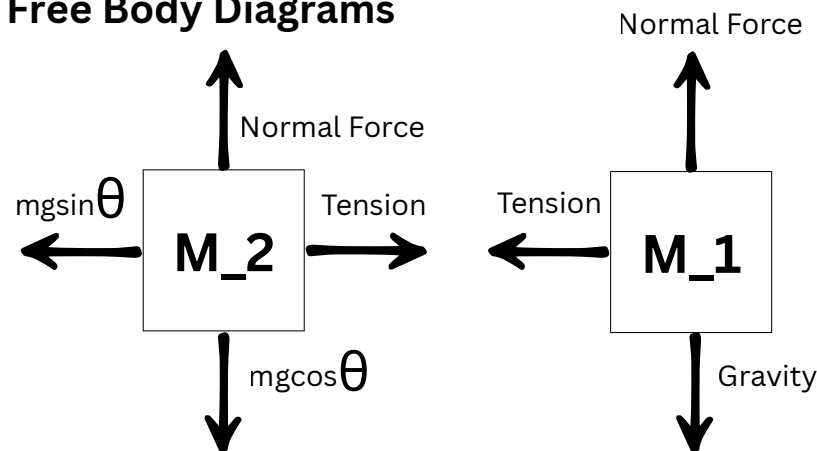 Free Body Diagrams
Normal Force
Normal Force
mgsinθ
Tension
M_2
mgcosθ
Tension
M_1
Gravity